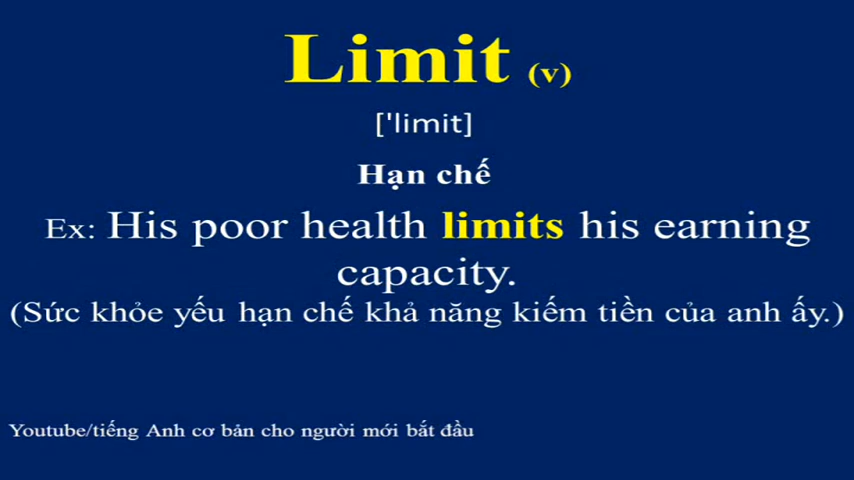 Limit (v)
['limit]
Hạn chế
Ex: His poor health limits his earning
capacity.
(Sức khỏe yếu hạn chế khả năng kiếm tiền của anh ấy.)
Youtube/tiếng Anh cơ bản cho người mới bắt đầu